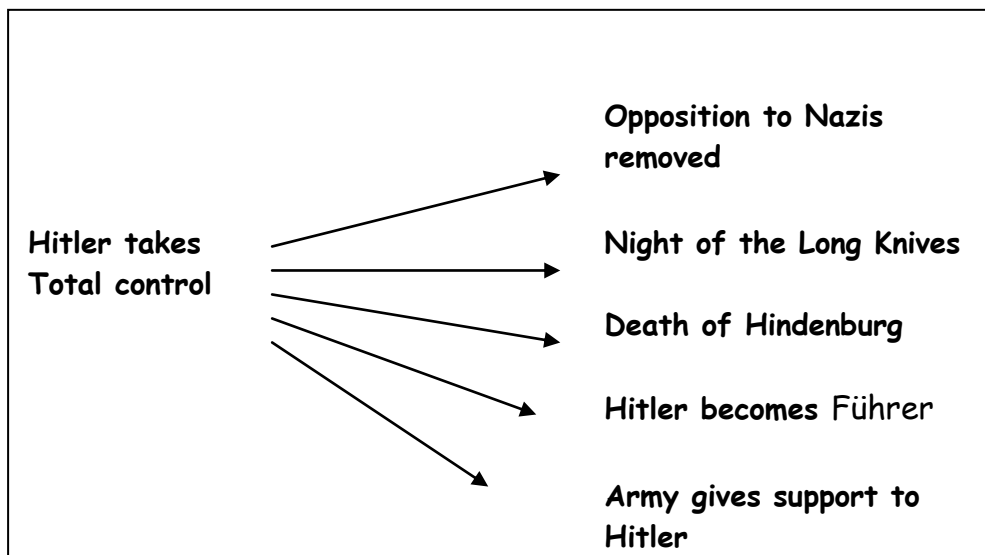 Opposition to Nazis
removed
Hitler takes
Total control
Night of the Long Knives
Death of Hindenburg
Hitler becomes Führer
Army gives support to
Hitler